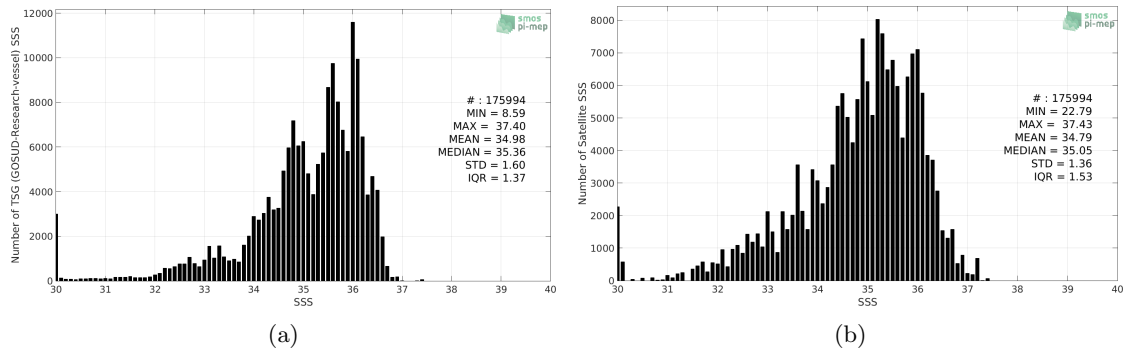 12000
10000
8000
6000
4000
2000
0
Number of TSG (GOSUD-Research-vessel) SSS
smos
pi-mep
# : 175994
MIN = 8.59
MAX = 37.40
MEAN = 34.98
MEDIAN = 35.36
STD = 1.60
IQR = 1.37
30 31 32 33 34 35 36 37 38 39 40
SSS
(a)
8000
7000
6000
5000
4000
3000
2000
1000
0
Number of Satellite SSS
smos
pi-mep
# : 175994
MIN = 22.79
MAX = 37.43
MEAN = 34.79
MEDIAN = 35.05
STD = 1.36
IQR = 1.53
30 31 32 33 34 35 36 37 38 39 40
SSS
(b)